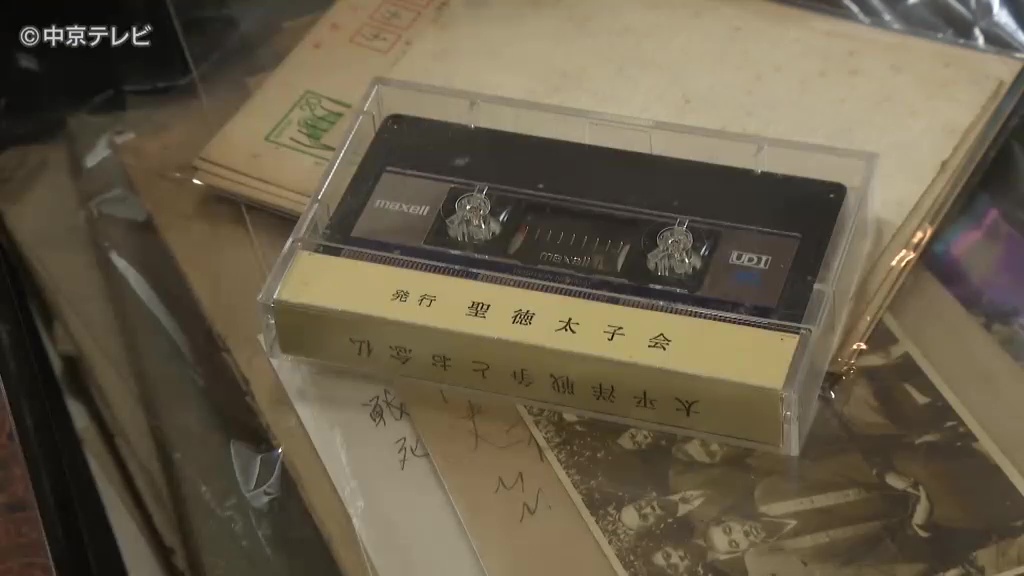 ©中京テレビ
maxell
maxell
UDI
発行 聖徳太子会
太平洋戦争とお念仏
M
N.